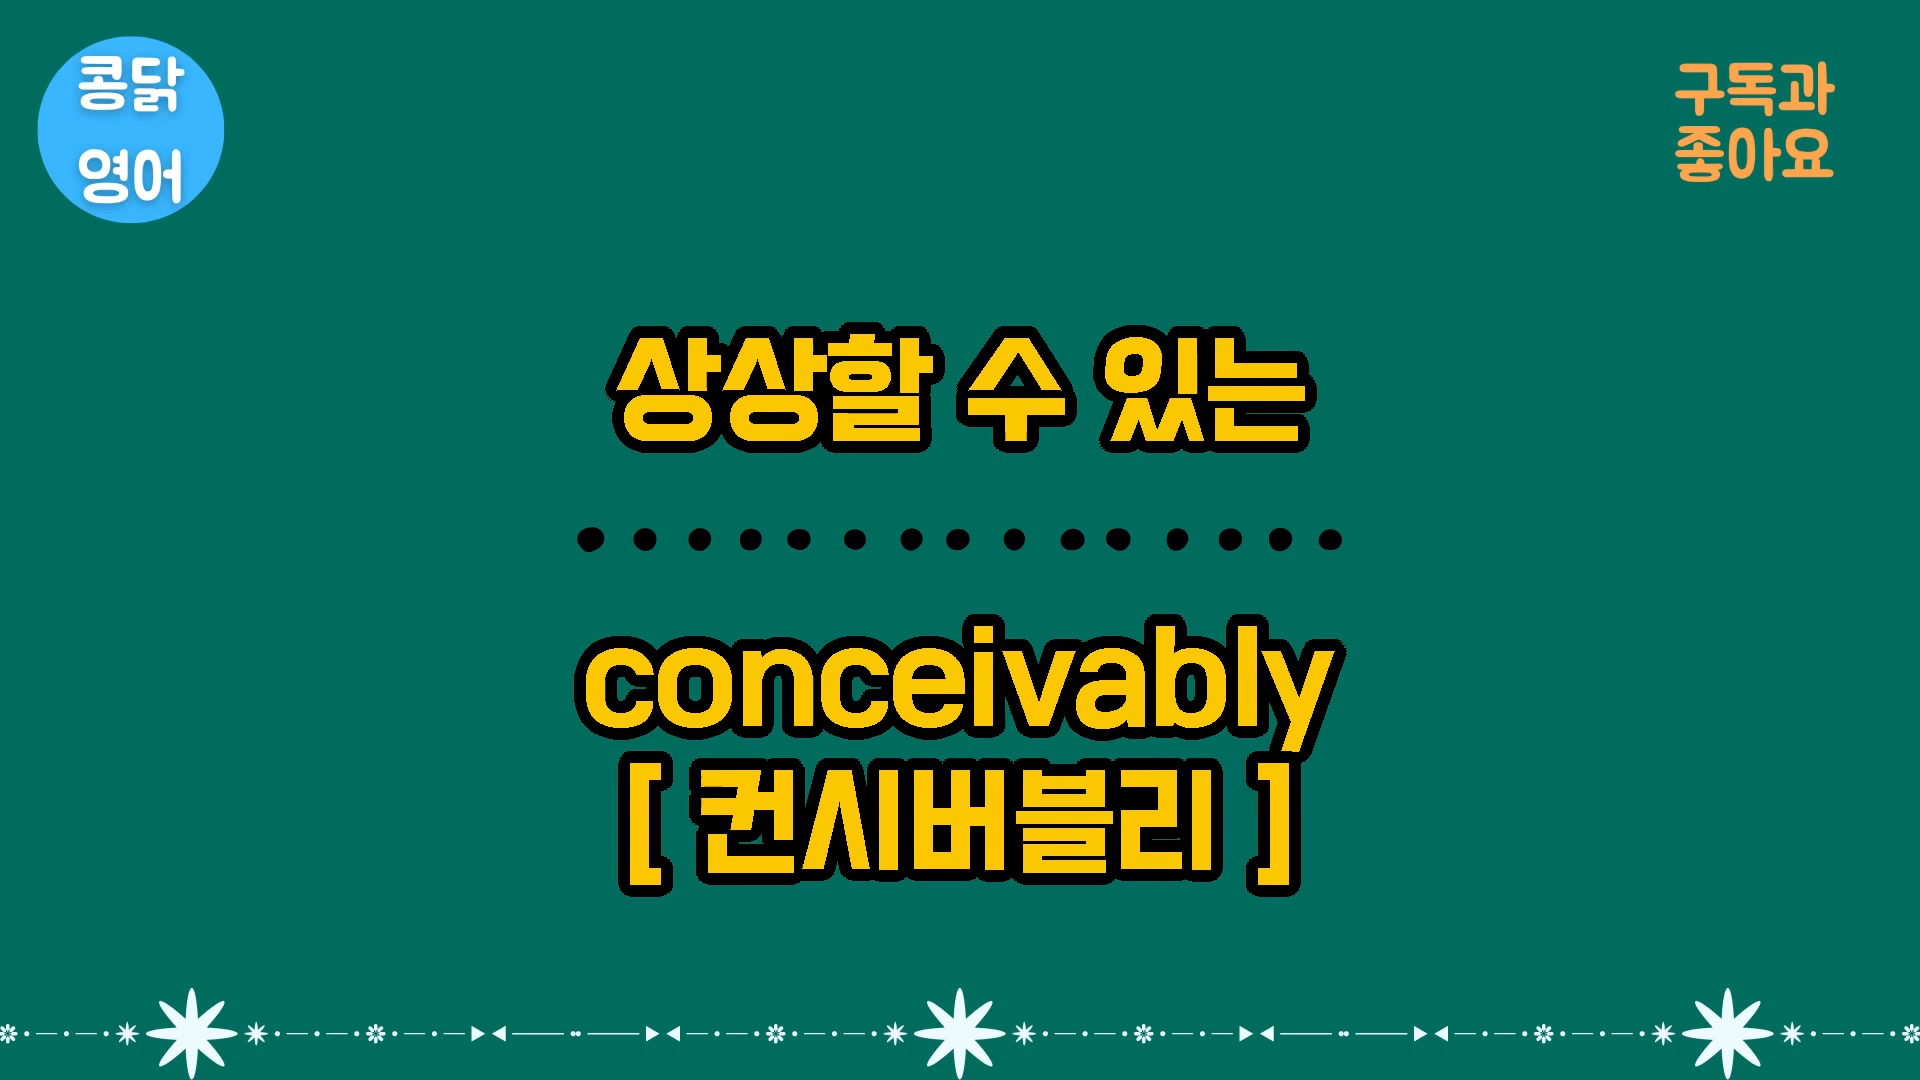 콩닭
영어
구독과
좋아요
상상할 수 있는
conceivably
[ 컨시버블리 ]